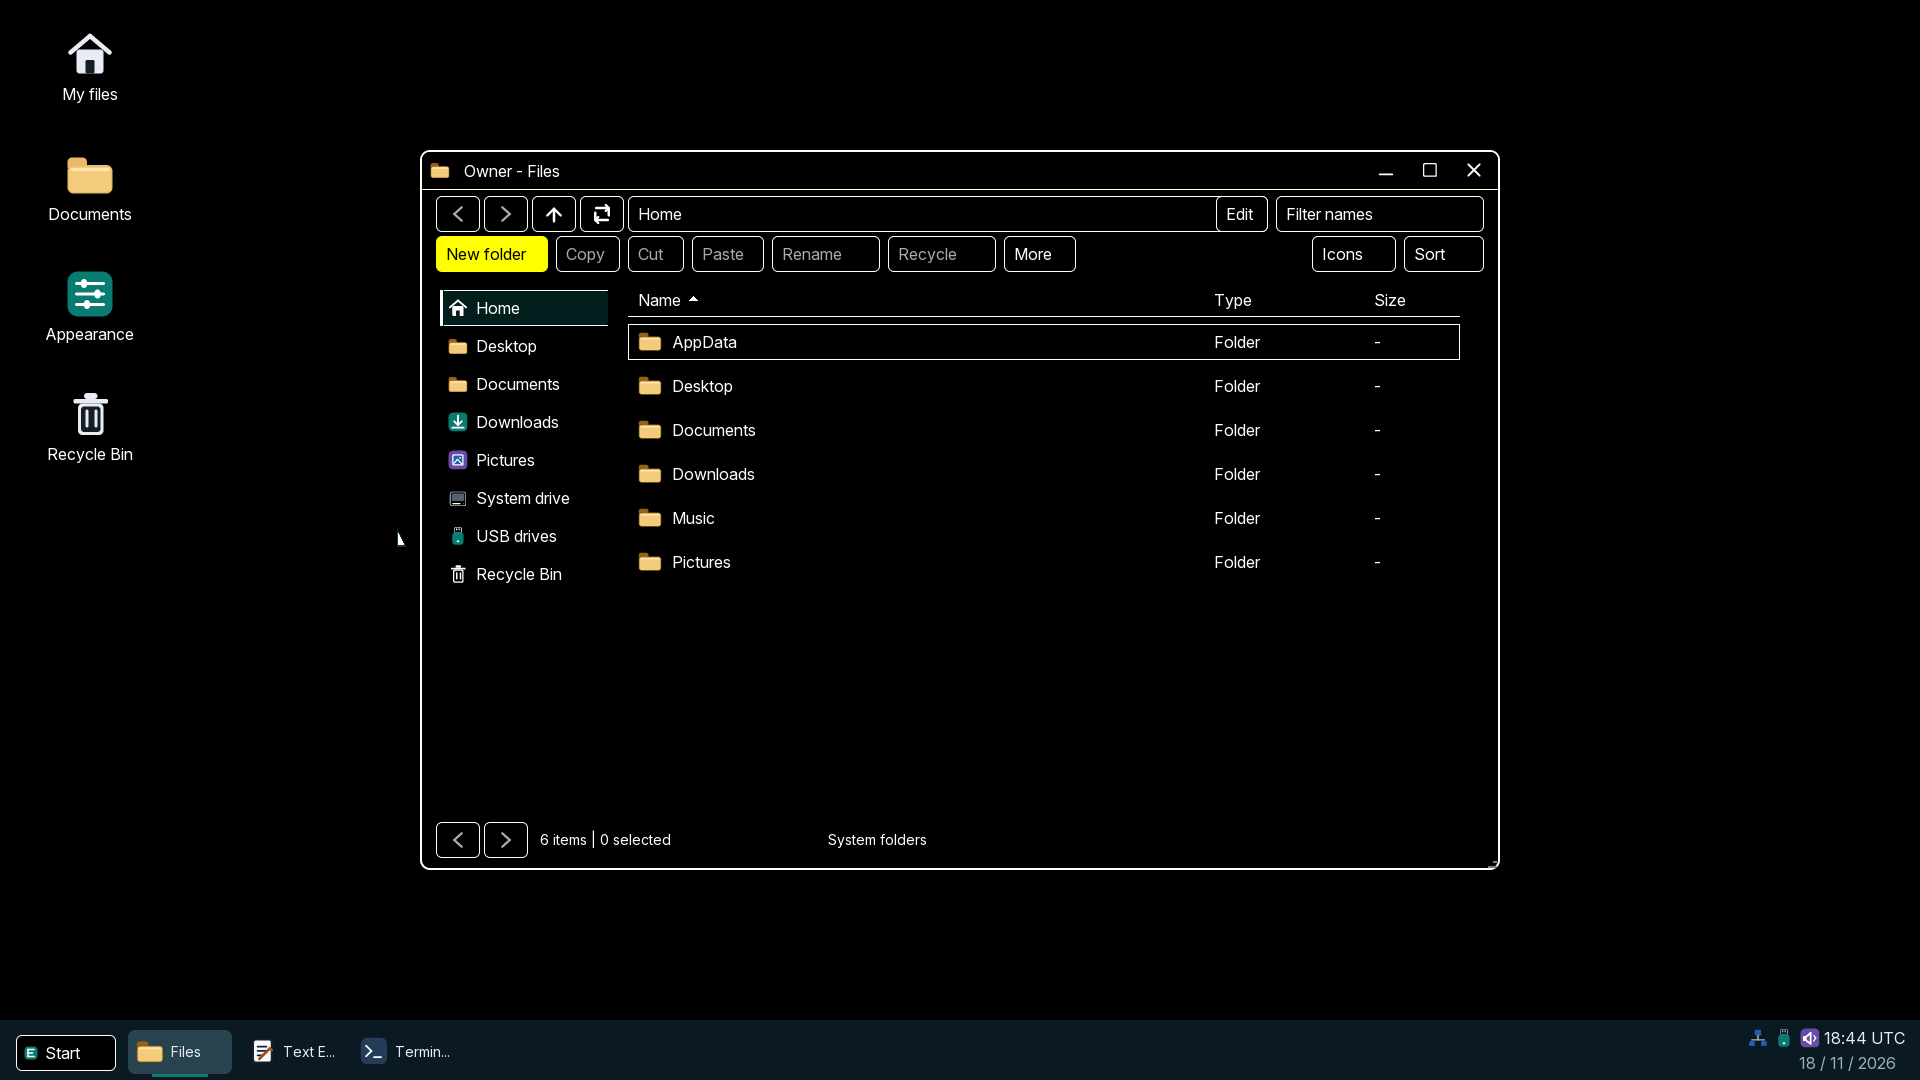 My files
Documents
Appearance
Recycle Bin
Owner - Files
Home
Edit
Filter names
New folder
Copy
Cut
Paste
Rename
Recycle
More
Icons
Sort
Home
Desktop
Documents
Downloads
Pictures
System drive
USB drives
Recycle Bin
Name Type Size
AppData Folder -
Desktop Folder -
Documents Folder -
Downloads Folder -
Music Folder -
Pictures Folder -
6 items | 0 selected
System folders
Start
Files
Text E...
Termin...
18:44 UTC
18 / 11 / 2026